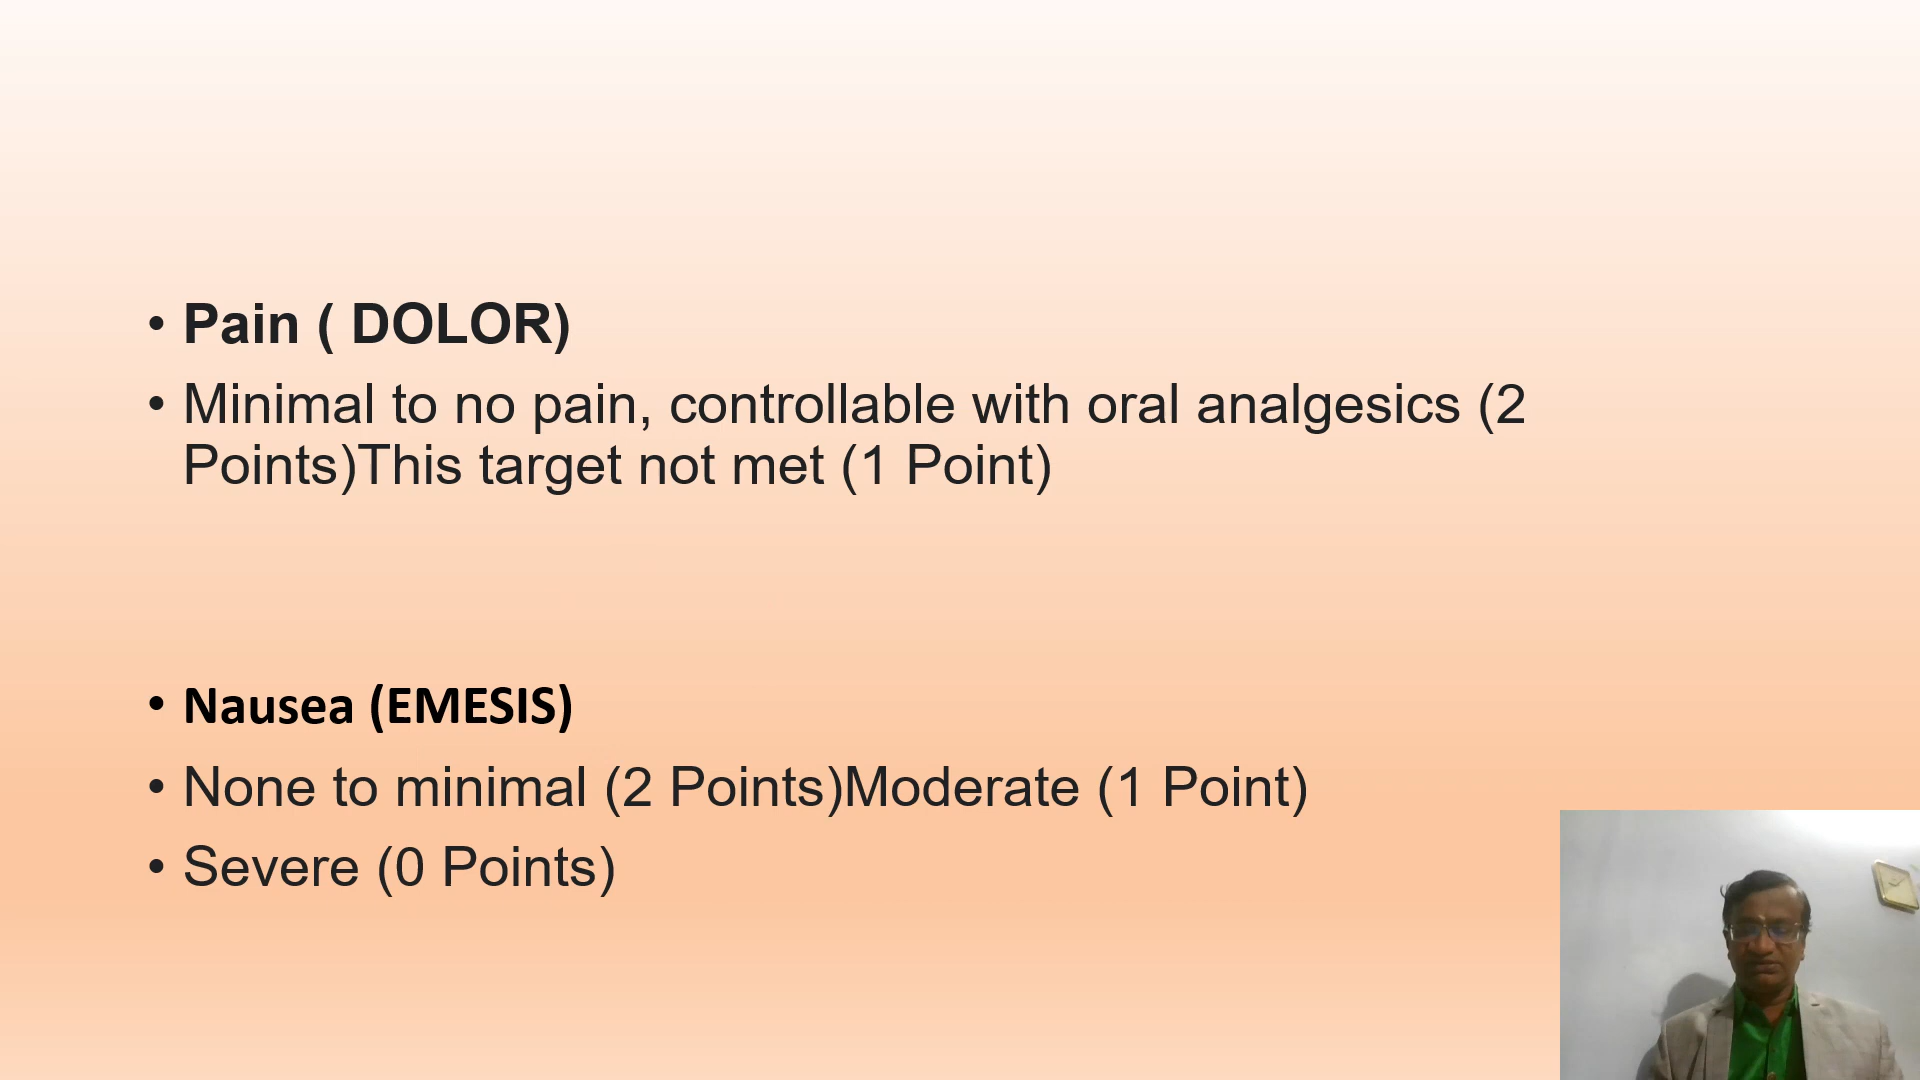 • Pain ( DOLOR)
• Minimal to no pain, controllable with oral analgesics (2
Points)This target not met (1 Point)
• Nausea (EMESIS)
• None to minimal (2 Points)Moderate (1 Point)
• Severe (0 Points)